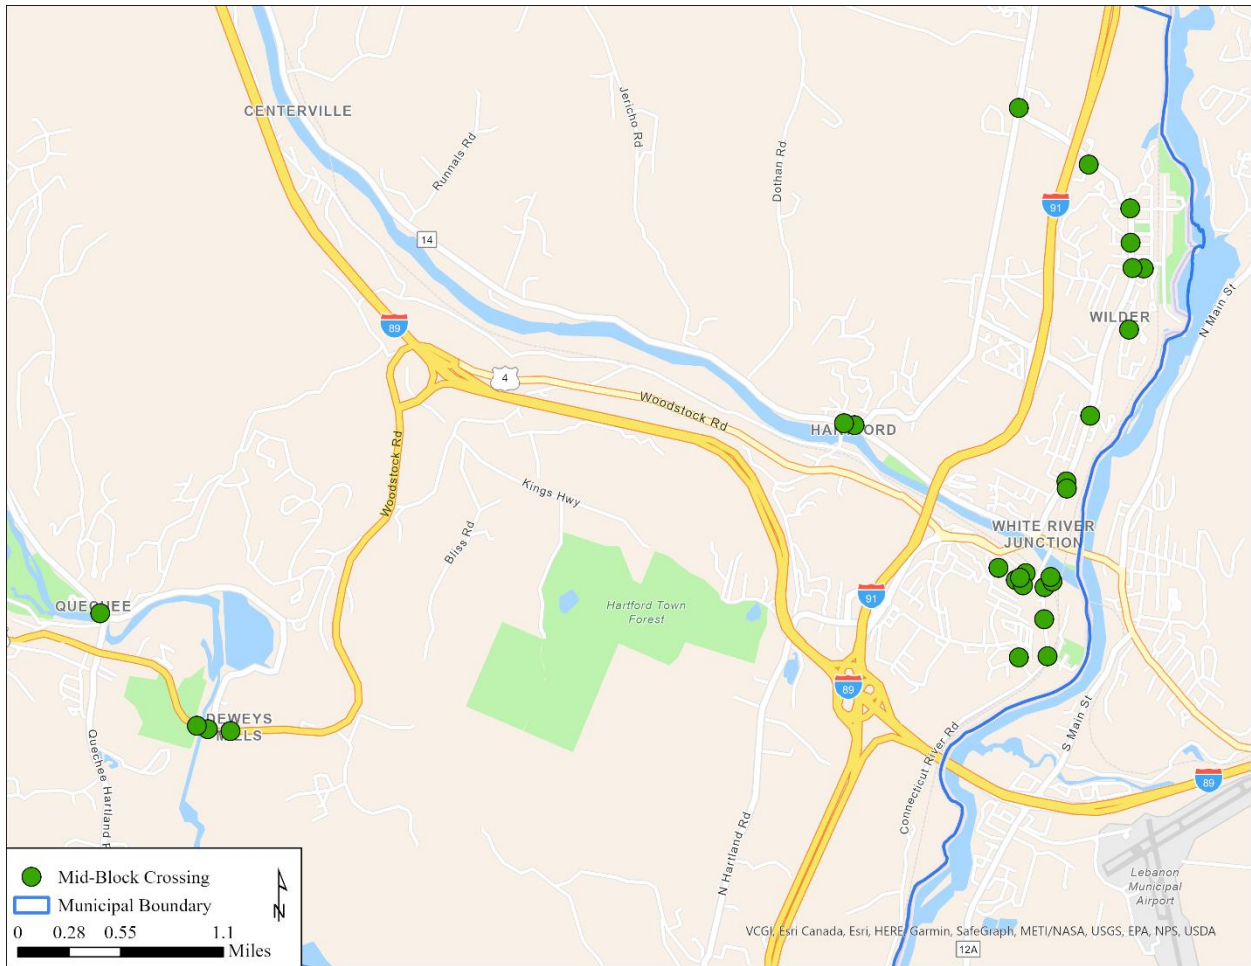 CENTERVILLE
Runnals Rd
Jericho Rd
Dothan Rd
14
91
89
WILDER
N Main St
4
Woodstock Rd
HARTFORD
Woodstock Rd
Kings Hwy
Bliss Rd
WHITE RIVER
JUNCTION
91
Hartford Town
Forest
QUECHEE
89
DEWEYS
MILLS
Quechee Hartland R
N Hartland Rd
Connecticut River Rd
S Main St
89
Lebanon
Municipal
Airport
12A
Mid-Block Crossing
Municipal Boundary
N
0 0.28 0.55 1.1
Miles
VCGI, Esri Canada, Esri, HERE, Garmin, SafeGraph, METI/NASA, USGS, EPA, NPS, USDA